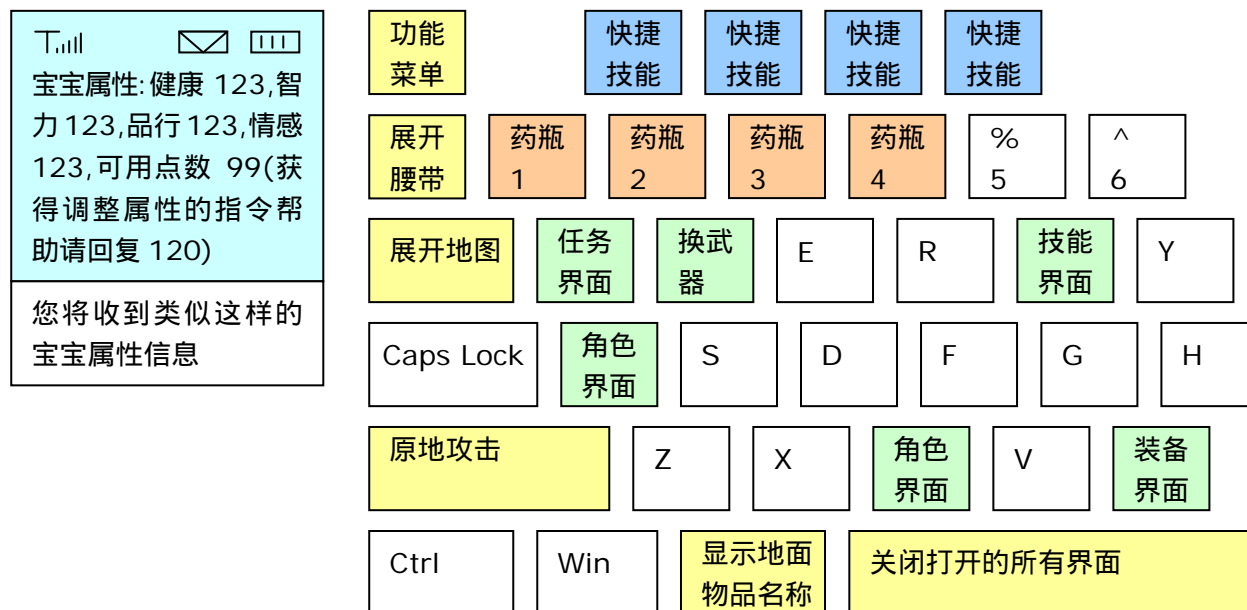 宝宝属性:健康 123,智
力123,品行123,情感
123,可用点数 99(获
得调整属性的指令帮
助请回复 120)
您将收到类似这样的
宝宝属性信息
功能
菜单
快捷
技能
快捷
技能
快捷
技能
快捷
技能
展开
腰带
药瓶
1
药瓶
2
药瓶
3
药瓶
4
%
5
^
6
展开地图
任务
界面
换武
器
E
R
技能
界面
Y
Caps Lock
角色
界面
S
D
F
G
H
原地攻击
Z
X
角色
界面
V
装备
界面
Ctrl
Win
显示地面
物品名称
关闭打开的所有界面